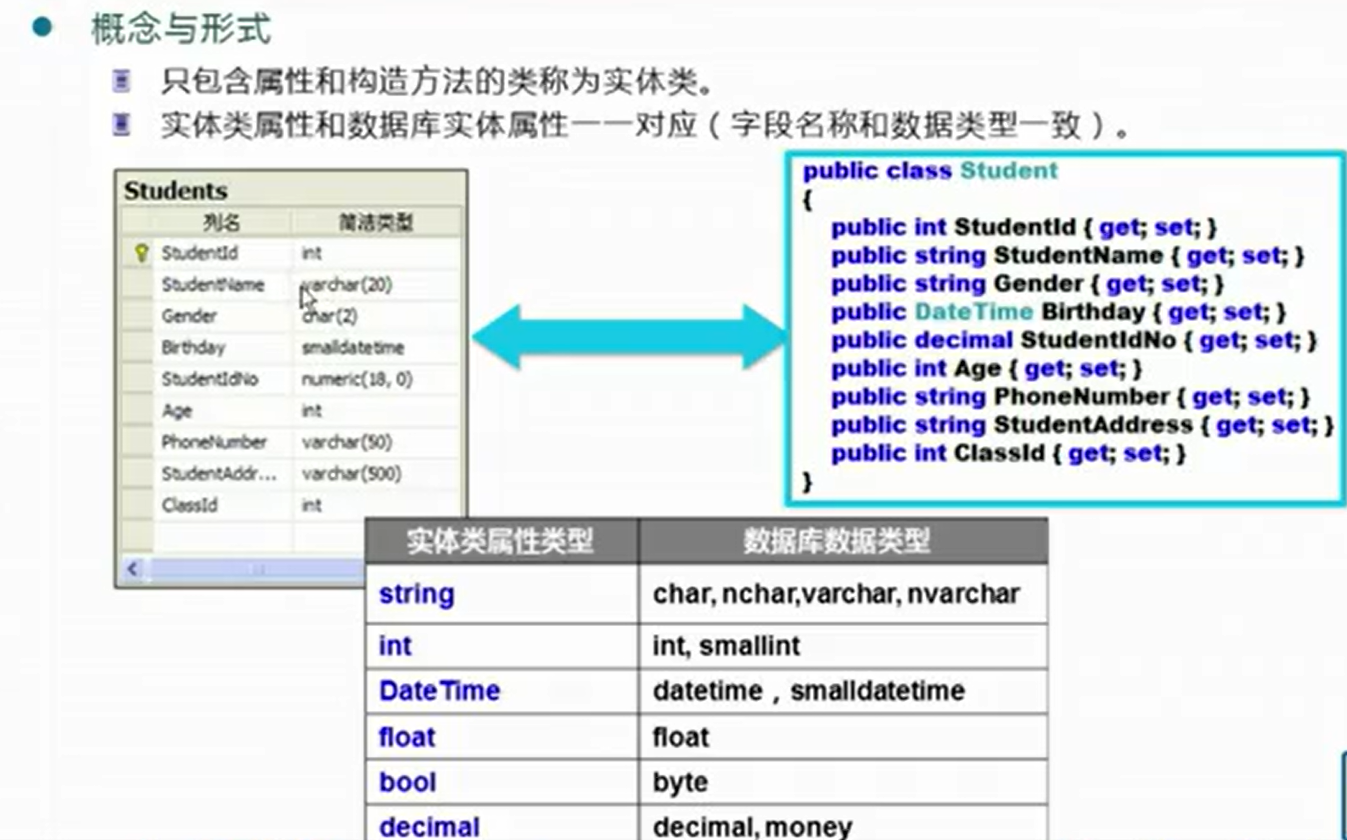 概念与形式
只包含属性和构造方法的类称为实体类。
实体类属性和数据库实体属性一一对应（字段名称和数据类型一致）。
Students
列名 简洁类型
StudentId int
StudentName varchar(20)
Gender char(2)
Birthday smalldatetime
StudentIdNo numeric(18, 0)
Age int
PhoneNumber varchar(50)
StudentAddr... varchar(500)
ClassId int
public class Student
{
public int StudentId { get; set; }
public string StudentName { get; set; }
public string Gender { get; set; }
public DateTime Birthday { get; set; }
public decimal StudentIdNo { get; set; }
public int Age { get; set; }
public string PhoneNumber { get; set; }
public string StudentAddress { get; set; }
public int ClassId { get; set; }
}
实体类属性类型 数据库数据类型
string char, nchar,varchar, nvarchar
int int, smallint
DateTime datetime，smalldatetime
float float
bool byte
decimal decimal, money